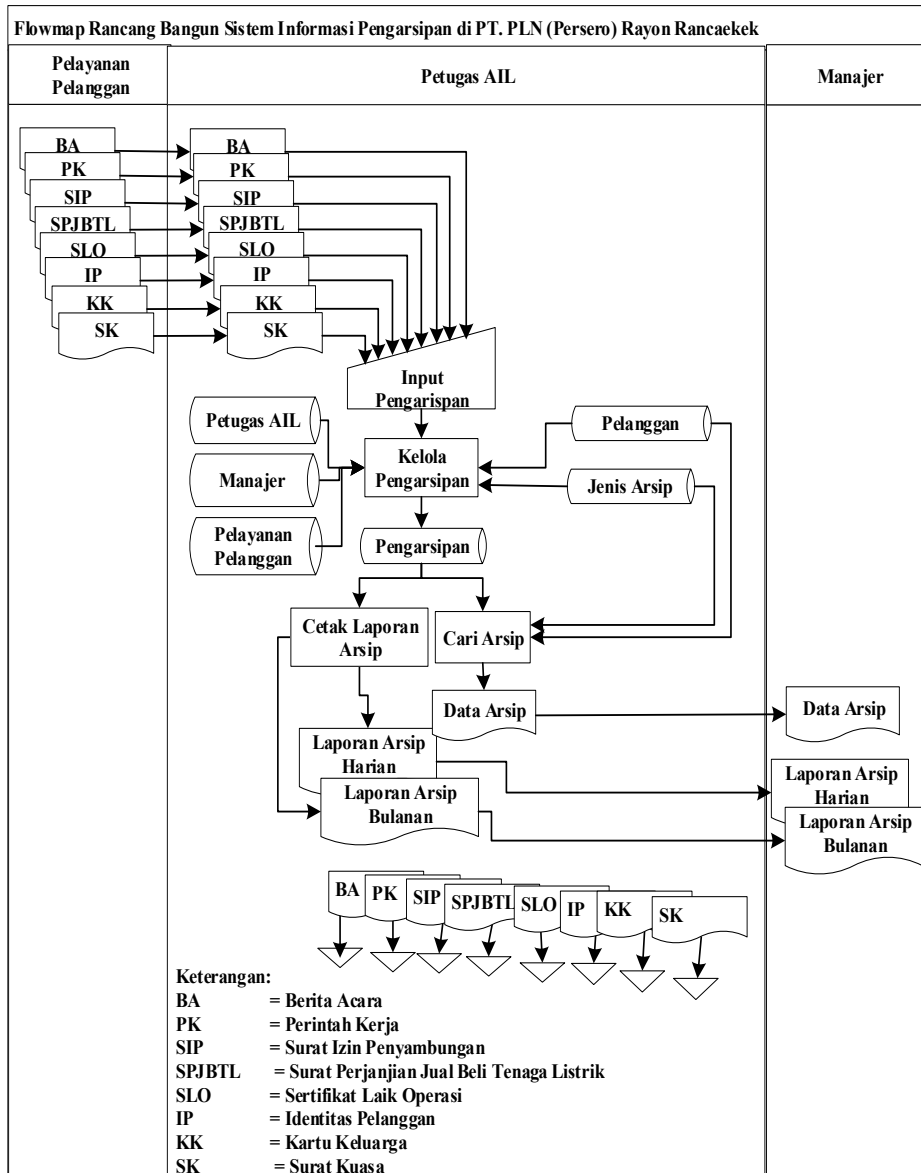 Flowmap Rancang Bangun Sistem Informasi Pengarsipan di PT. PLN (Persero) Rayon Rancaekek
Pelayanan
Pelanggan
Petugas AIL
Manajer
BA
PK
SIP
SPJBTL
SLO
IP
KK
SK
BA
PK
SIP
SPJBTL
SLO
IP
KK
SK
Input
Pengarispan
Petugas AIL
Manajer
Pelayanan
Pelanggan
Kelola
Pengarsipan
Pelanggan
Jenis Arsip
Pengarsipan
Cetak Laporan
Arsip
Cari Arsip
Data Arsip
Data Arsip
Laporan Arsip
Harian
Laporan Arsip
Bulanan
Laporan Arsip
Harian
Laporan Arsip
Bulanan
BA
PK
SIP
SPJBTL
SLO
IP
KK
SK
Keterangan:
BA = Berita Acara
PK = Perintah Kerja
SIP = Surat Izin Penyambungan
SPJBTL = Surat Perjanjian Jual Beli Tenaga Listrik
SLO = Sertifikat Laik Operasi
IP = Identitas Pelanggan
KK = Kartu Keluarga
SK = Surat Kuasa